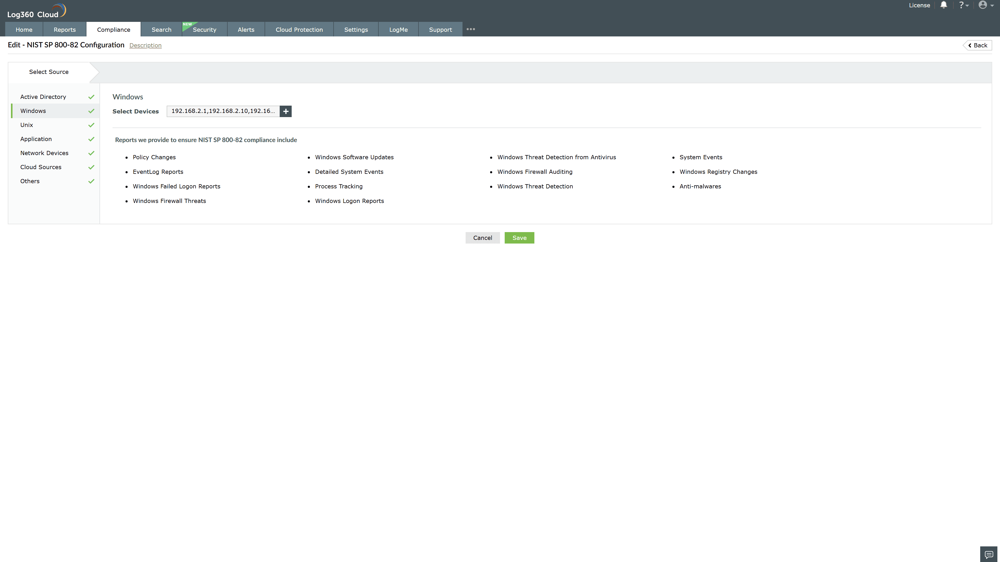 Log360 Cloud
License
?
Home
Reports
Compliance
Search
NEW
Security
Alerts
Cloud Protection
Settings
LogMe
Support
Edit - NIST SP 800-82 Configuration
Description
Back
Select Source
Active Directory
Windows
Unix
Application
Network Devices
Cloud Sources
Others
Windows
Select Devices
192.168.2.1,192.168.2.10,192.16...
Reports we provide to ensure NIST SP 800-82 compliance include
• Policy Changes
• Windows Software Updates
• Windows Threat Detection from Antivirus
• System Events
• EventLog Reports
• Detailed System Events
• Windows Firewall Auditing
• Windows Registry Changes
• Windows Failed Logon Reports
• Process Tracking
• Windows Threat Detection
• Anti-malwares
• Windows Firewall Threats
• Windows Logon Reports
Cancel
Save